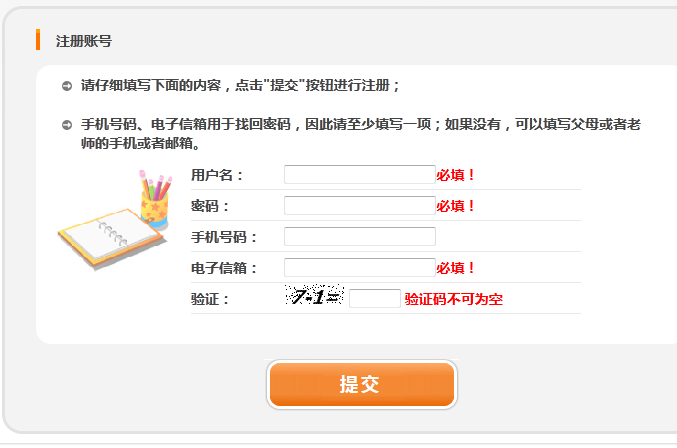 注册账号
请仔细填写下面的内容，点击"提交"按钮进行注册；
手机号码、电子信箱用于找回密码，因此请至少填写一项；如果没有，可以填写父母或者老
师的手机或者邮箱。
用户名： 必填！
密码： 必填！
手机号码：
电子信箱： 必填！
验证： 7-1= 验证码不可为空
提交